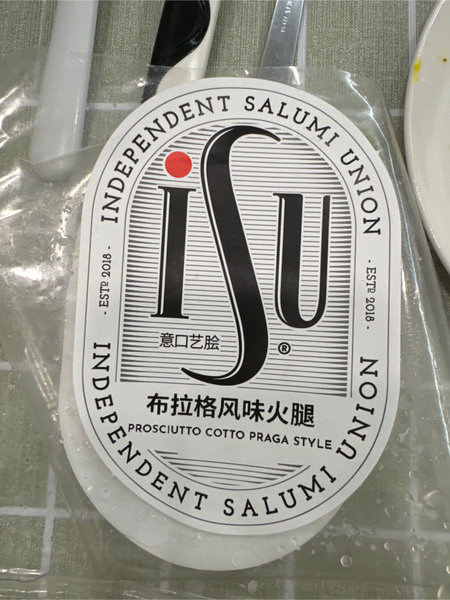 INDEPENDENT SALUMI UNION
iSU
- ESTD 2018 -
- ESTD 2018 -
意口艺脍
®
布拉格风味火腿
PROSCIUTTO COTTO PRAGA STYLE
INDEPENDENT SALUMI UNION